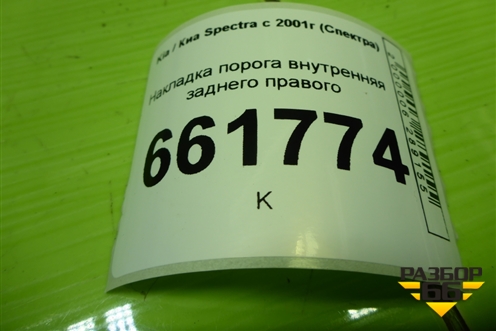 Kia / Киа Spectra с 2001г (Спектра)
Накладка порога внутренняя
заднего правого
661774
К
РАЗБОР
66